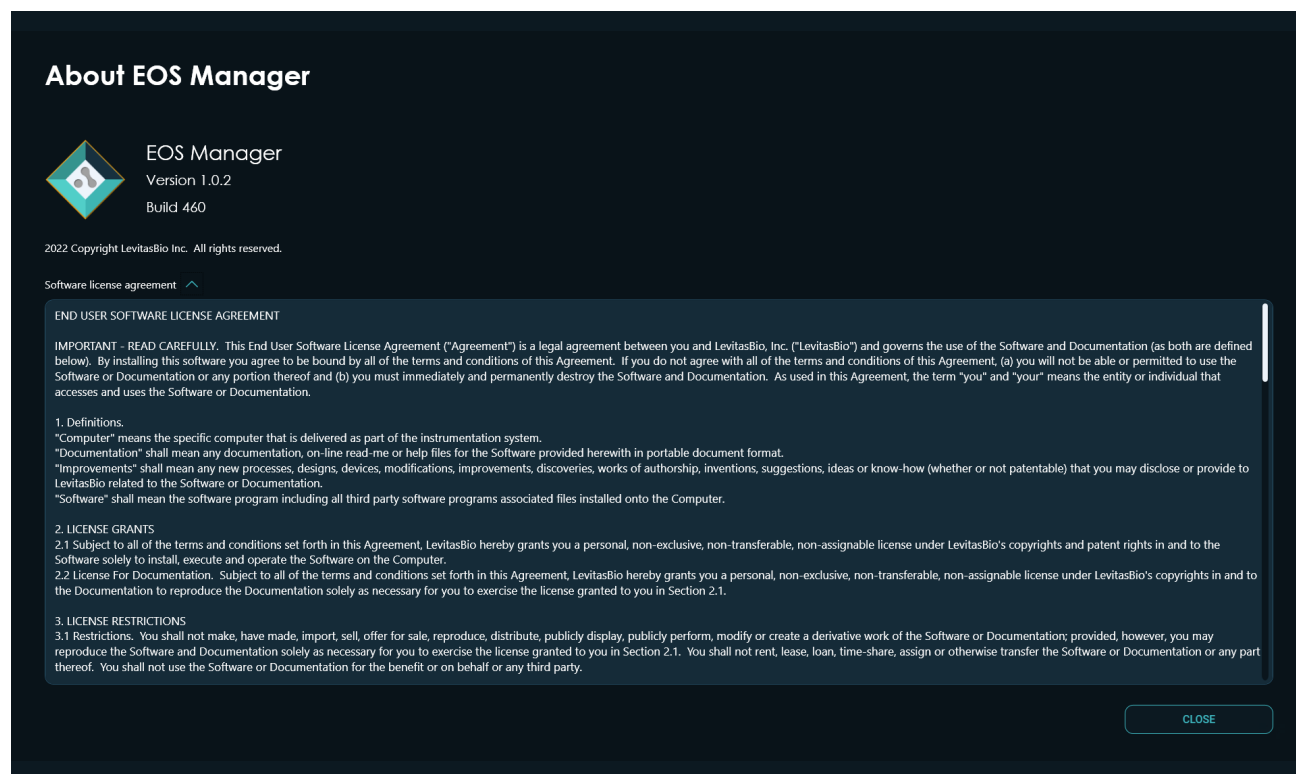 About EOS Manager
EOS Manager
Version 1.0.2
Build 460
2022 Copyright LevitasBio Inc.  All rights reserved.
Software license agreement
END USER SOFTWARE LICENSE AGREEMENT
IMPORTANT - READ CAREFULLY.  This End User Software License Agreement ("Agreement") is a legal agreement between you and LevitasBio, Inc. ("LevitasBio") and governs the use of the Software and Documentation (as both are defined
below).  By installing this software you agree to be bound by all of the terms and conditions of this Agreement.  If you do not agree with all of the terms and conditions of this Agreement, (a) you will not be able or permitted to use the
Software or Documentation or any portion thereof and (b) you must immediately and permanently destroy the Software and Documentation.  As used in this Agreement, the term "you" and "your" means the entity or individual that
accesses and uses the Software or Documentation.
1. Definitions.
"Computer" means the specific computer that is delivered as part of the instrumentation system.
"Documentation" shall mean any documentation, on-line read-me or help files for the Software provided herewith in portable document format.
"Improvements" shall mean any new processes, designs, devices, modifications, improvements, discoveries, works of authorship, inventions, suggestions, ideas or know-how (whether or not patentable) that you may disclose or provide to
LevitasBio related to the Software or Documentation.
"Software" shall mean the software program including all third party software programs associated files installed onto the Computer.
2. LICENSE GRANTS
2.1 Subject to all of the terms and conditions set forth in this Agreement, LevitasBio hereby grants you a personal, non-exclusive, non-transferable, non-assignable license under LevitasBio's copyrights and patent rights in and to the
Software solely to install, execute and operate the Software on the Computer.
2.2 License For Documentation.  Subject to all of the terms and conditions set forth in this Agreement, LevitasBio hereby grants you a personal, non-exclusive, non-transferable, non-assignable license under LevitasBio's copyrights in and to
the Documentation to reproduce the Documentation solely as necessary for you to exercise the license granted to you in Section 2.1.
3. LICENSE RESTRICTIONS
3.1 Restrictions.  You shall not make, have made, import, sell, offer for sale, reproduce, distribute, publicly display, publicly perform, modify or create a derivative work of the Software or Documentation; provided, however, you may
reproduce the Software and Documentation solely as necessary for you to exercise the license granted to you in Section 2.1.  You shall not rent, lease, loan, time-share, assign or otherwise transfer the Software or Documentation or any part
thereof.  You shall not use the Software or Documentation for the benefit or on behalf or any third party.
CLOSE